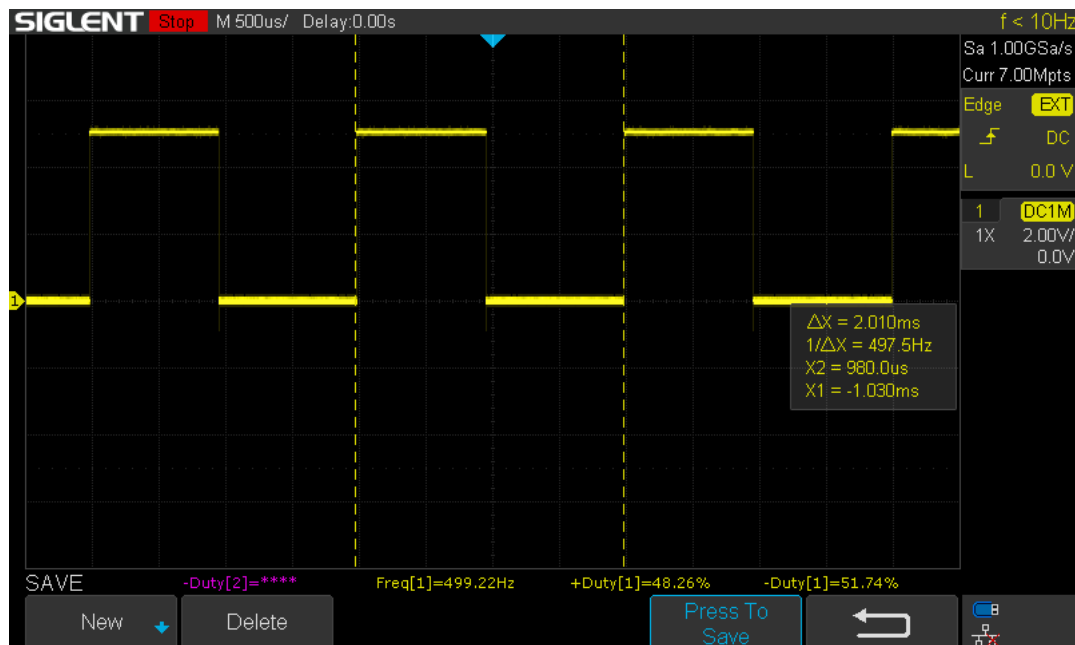 SIGLENT Stop M 500us/ Delay:0.00s f < 10Hz
Sa 1.00GSa/s
Curr 7.00Mpts
Edge EXT
DC
L 0.0 V
1 DC1M
1X 2.00V/
0.0V
1
△X = 2.010ms
1/△X = 497.5Hz
X2 = 980.0us
X1 = -1.030ms
SAVE -Duty[2]=**** Freq[1]=499.22Hz +Duty[1]=48.26% -Duty[1]=51.74%
New Delete Press To
Save